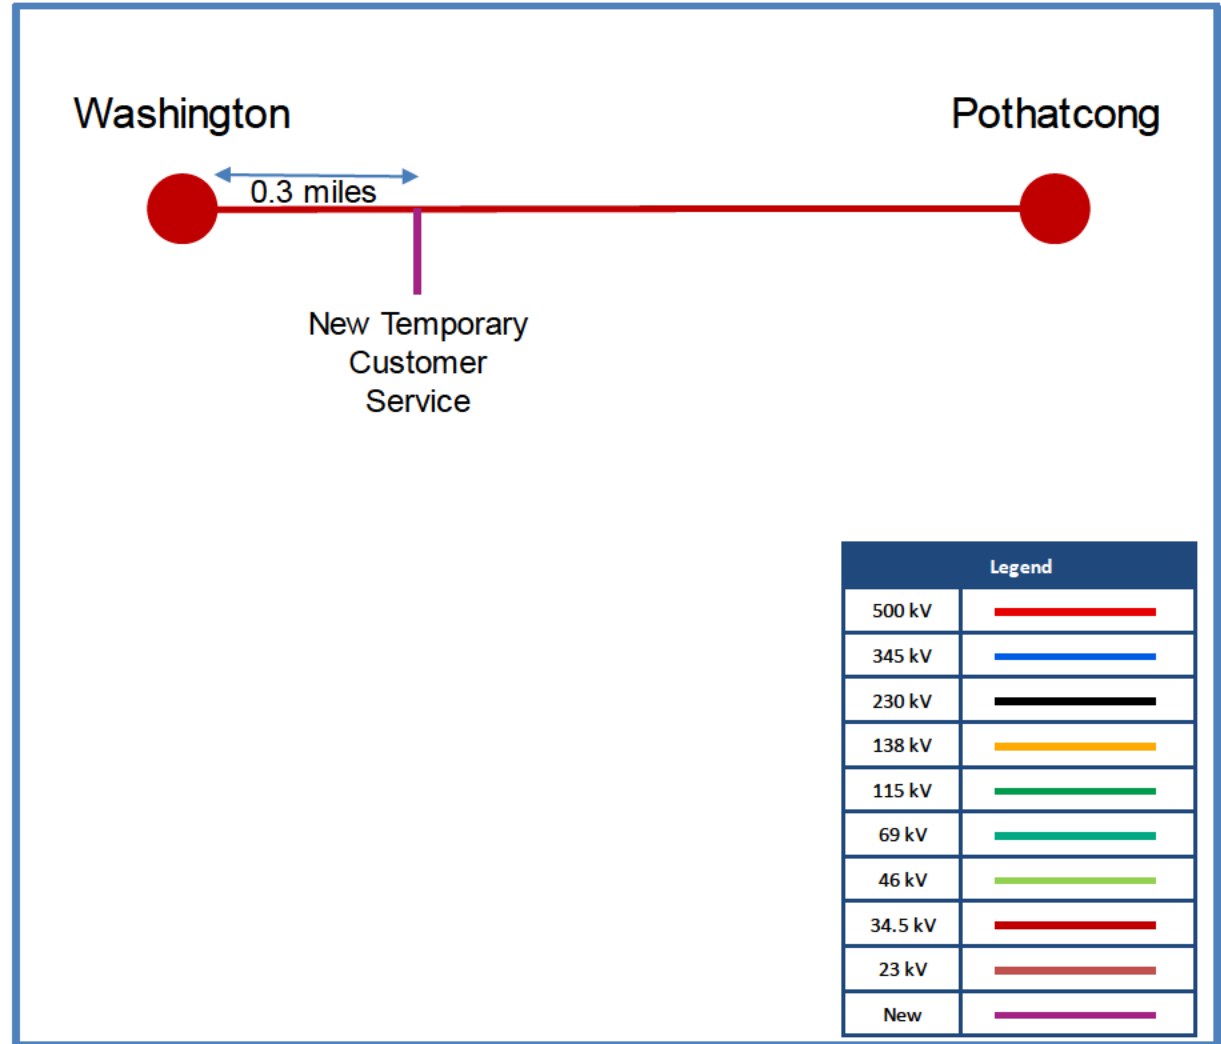 Washington
Pothatcong
0.3 miles
New Temporary
Customer
Service
Legend
500 kV
345 kV
230 kV
138 kV
115 kV
69 kV
46 kV
34.5 kV
23 kV
New